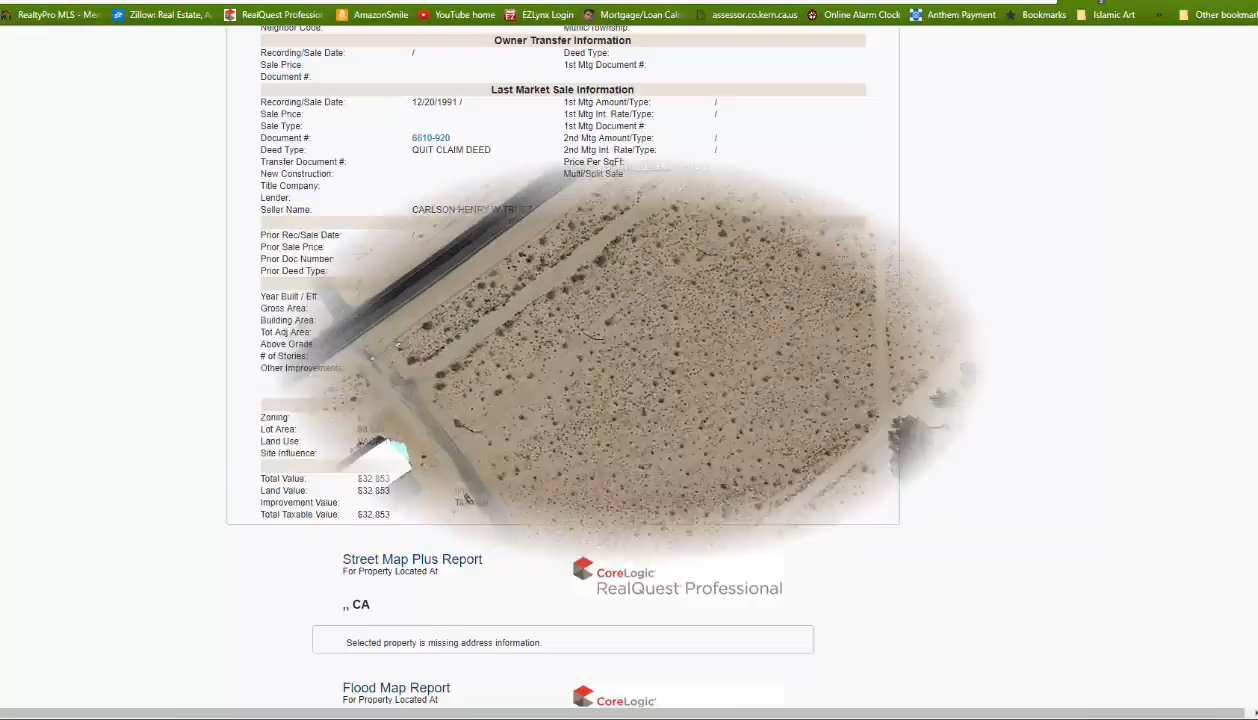 RealtyPro MLS - Me
Zillow: Real Estate, A
RealQuest Professio
AmazonSmile
YouTube home
EZLynx Login
Mortgage/Loan Calc
assessor.co.kern.ca.us
Online Alarm Clock
Anthem Payment
Bookmarks
Islamic Art
»
Other bookmar
Neighbor Code: Munic/Township:
Owner Transfer Information
Recording/Sale Date: / Deed Type:
Sale Price: 1st Mtg Document #:
Document #:
Last Market Sale Information
Recording/Sale Date: 12/20/1991 / 1st Mtg Amount/Type: /
Sale Price: 1st Mtg Int. Rate/Type: /
Sale Type: 1st Mtg Document #:
Document #: 6610-920 2nd Mtg Amount/Type: /
Deed Type: QUIT CLAIM DEED 2nd Mtg Int. Rate/Type: /
Transfer Document #: Price Per SqFt:
New Construction: Multi/Split Sale:
Title Company:
Lender:
Seller Name: CARLSON HENRY W TRUST
Prior Rec/Sale Date: /
Prior Sale Price:
Prior Doc Number:
Prior Deed Type:
Year Built / Eff
Gross Area:
Building Area:
Tot Adj Area:
Above Grade
# of Stories:
Other Improvements:
Zoning:
Lot Area:
Land Use:
Site Influence:
Total Value: $32,853
Land Value: $32,853
Improvement Value:
Total Taxable Value: $32,853
Street Map Plus Report
For Property Located At
CoreLogic
RealQuest Professional
,, CA
Selected property is missing address information.
Flood Map Report
For Property Located At
CoreLogic